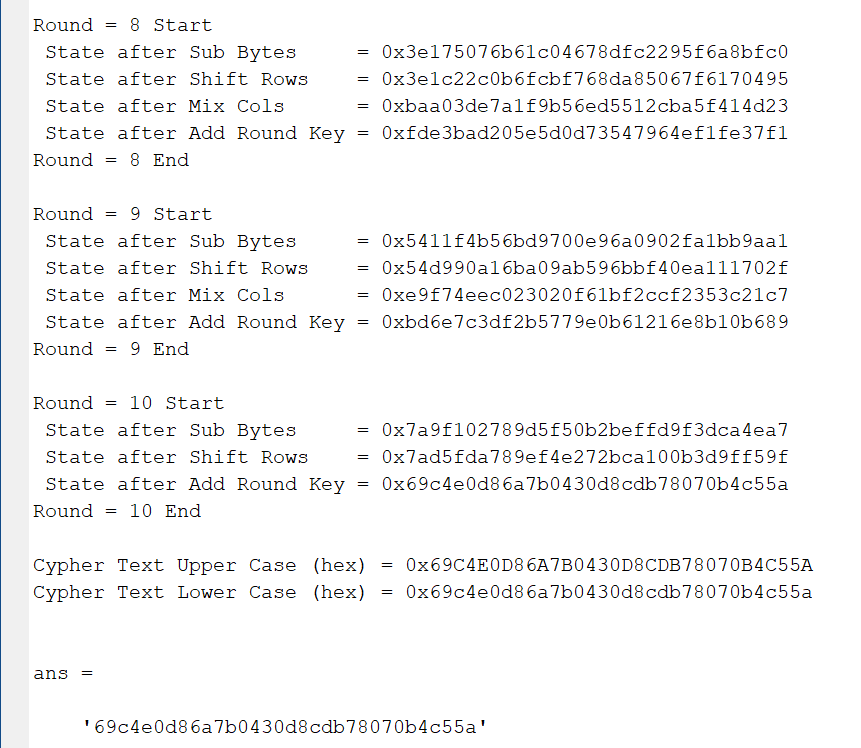 Round = 8 Start
State after Sub Bytes = 0x3e175076b61c04678dfc2295f6a8bfc0
State after Shift Rows = 0x3e1c22c0b6fcbf768da85067f6170495
State after Mix Cols = 0xbaa03de7a1f9b56ed5512cba5f414d23
State after Add Round Key = 0xfde3bad205e5d0d73547964ef1fe37f1
Round = 8 End
Round = 9 Start
State after Sub Bytes = 0x5411f4b56bd9700e96a0902fa1bb9aa1
State after Shift Rows = 0x54d990a16ba09ab596bbf40ea111702f
State after Mix Cols = 0xe9f74eec023020f61bf2ccf2353c21c7
State after Add Round Key = 0xbd6e7c3df2b5779e0b61216e8b10b689
Round = 9 End
Round = 10 Start
State after Sub Bytes = 0x7a9f102789d5f50b2beffd9f3dca4ea7
State after Shift Rows = 0x7ad5fda789ef4e272bca100b3d9ff59f
State after Add Round Key = 0x69c4e0d86a7b0430d8cdb78070b4c55a
Round = 10 End
Cypher Text Upper Case (hex) = 0x69C4E0D86A7B0430D8CDB78070B4C55A
Cypher Text Lower Case (hex) = 0x69c4e0d86a7b0430d8cdb78070b4c55a
ans =
'69c4e0d86a7b0430d8cdb78070b4c55a'